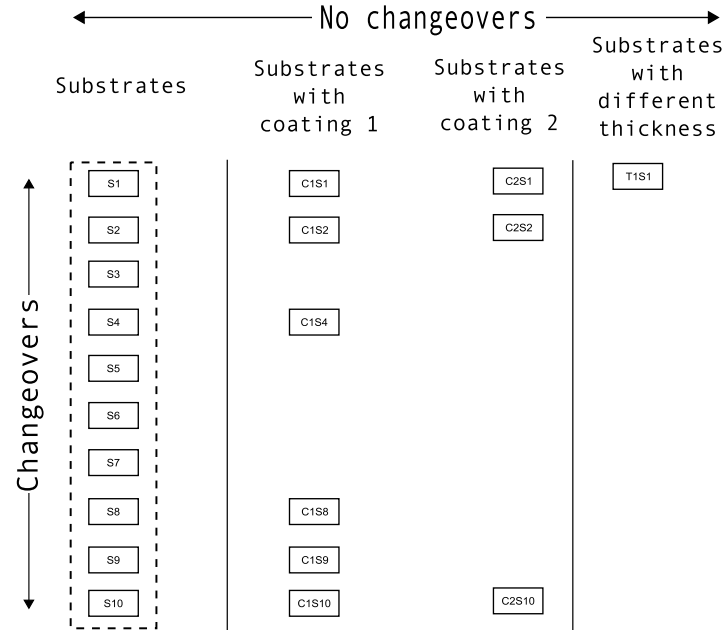 No changeovers
Substrates
Substrates
with
coating 1
Substrates
with
coating 2
Substrates
with
different
thickness
Changeovers
S1 C1S1 C2S1 T1S1
S2 C1S2 C2S2
S3
S4 C1S4
S5
S6
S7
S8 C1S8
S9 C1S9
S10 C1S10 C2S10